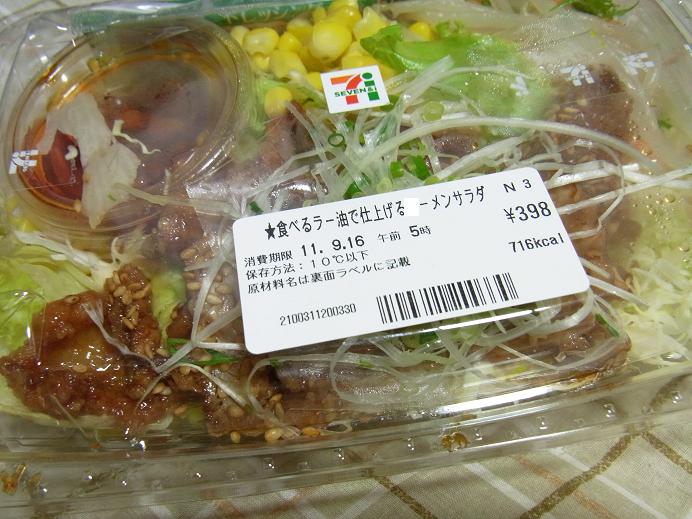 SEVEN&i
★食べるラー油で仕上げる ーメンサラダ N3
消費期限 11. 9.16 午前 5時
¥398
保存方法：10℃以下
716kcal
原材料名は裏面ラベルに記載
2100311200330